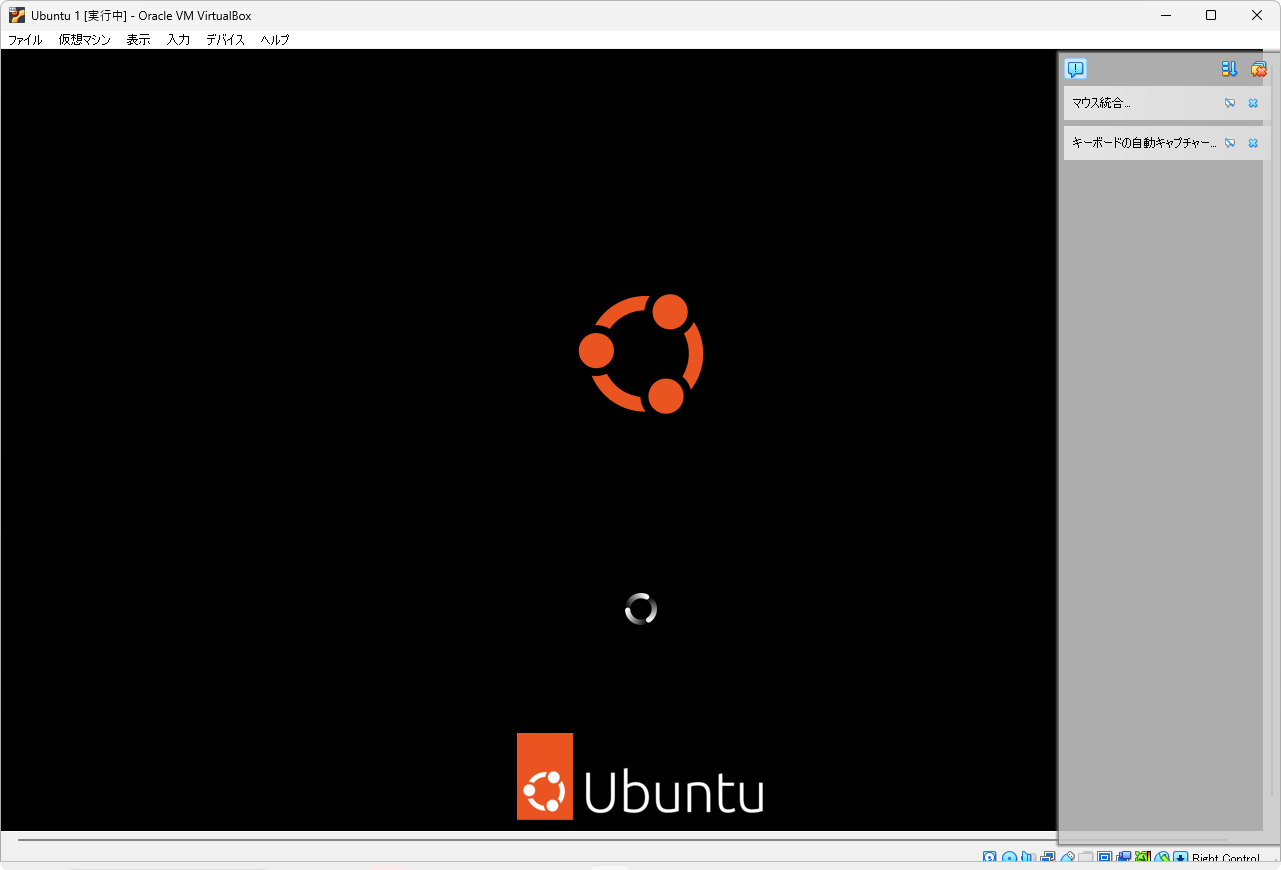 Ubuntu 1 [実行中] - Oracle VM VirtualBox
ファイル 仮想マシン 表示 入力 デバイス ヘルプ
マウス統合...
キーボードの自動キャプチャー...
Ubuntu
Right Control